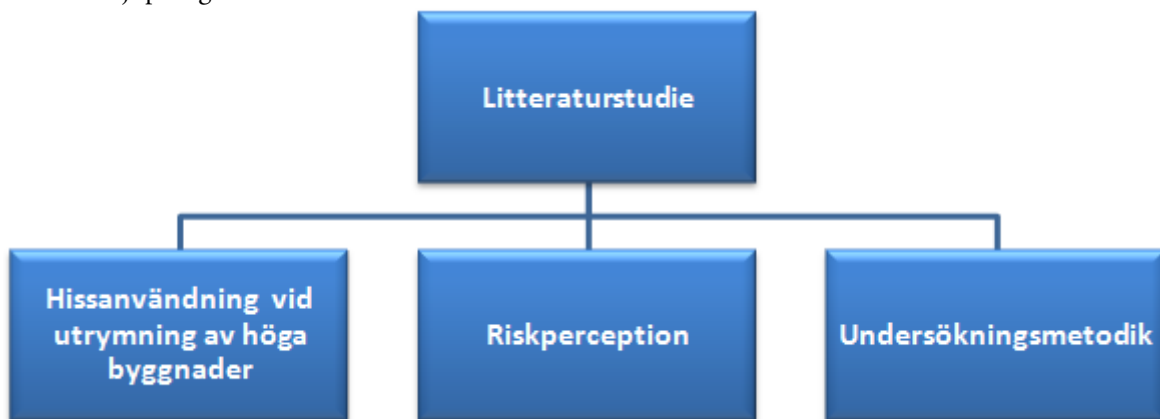 Litteraturstudie
Hissanvändning vid
utrymning av höga
byggnader
Riskperception
Undersökningsmetodik